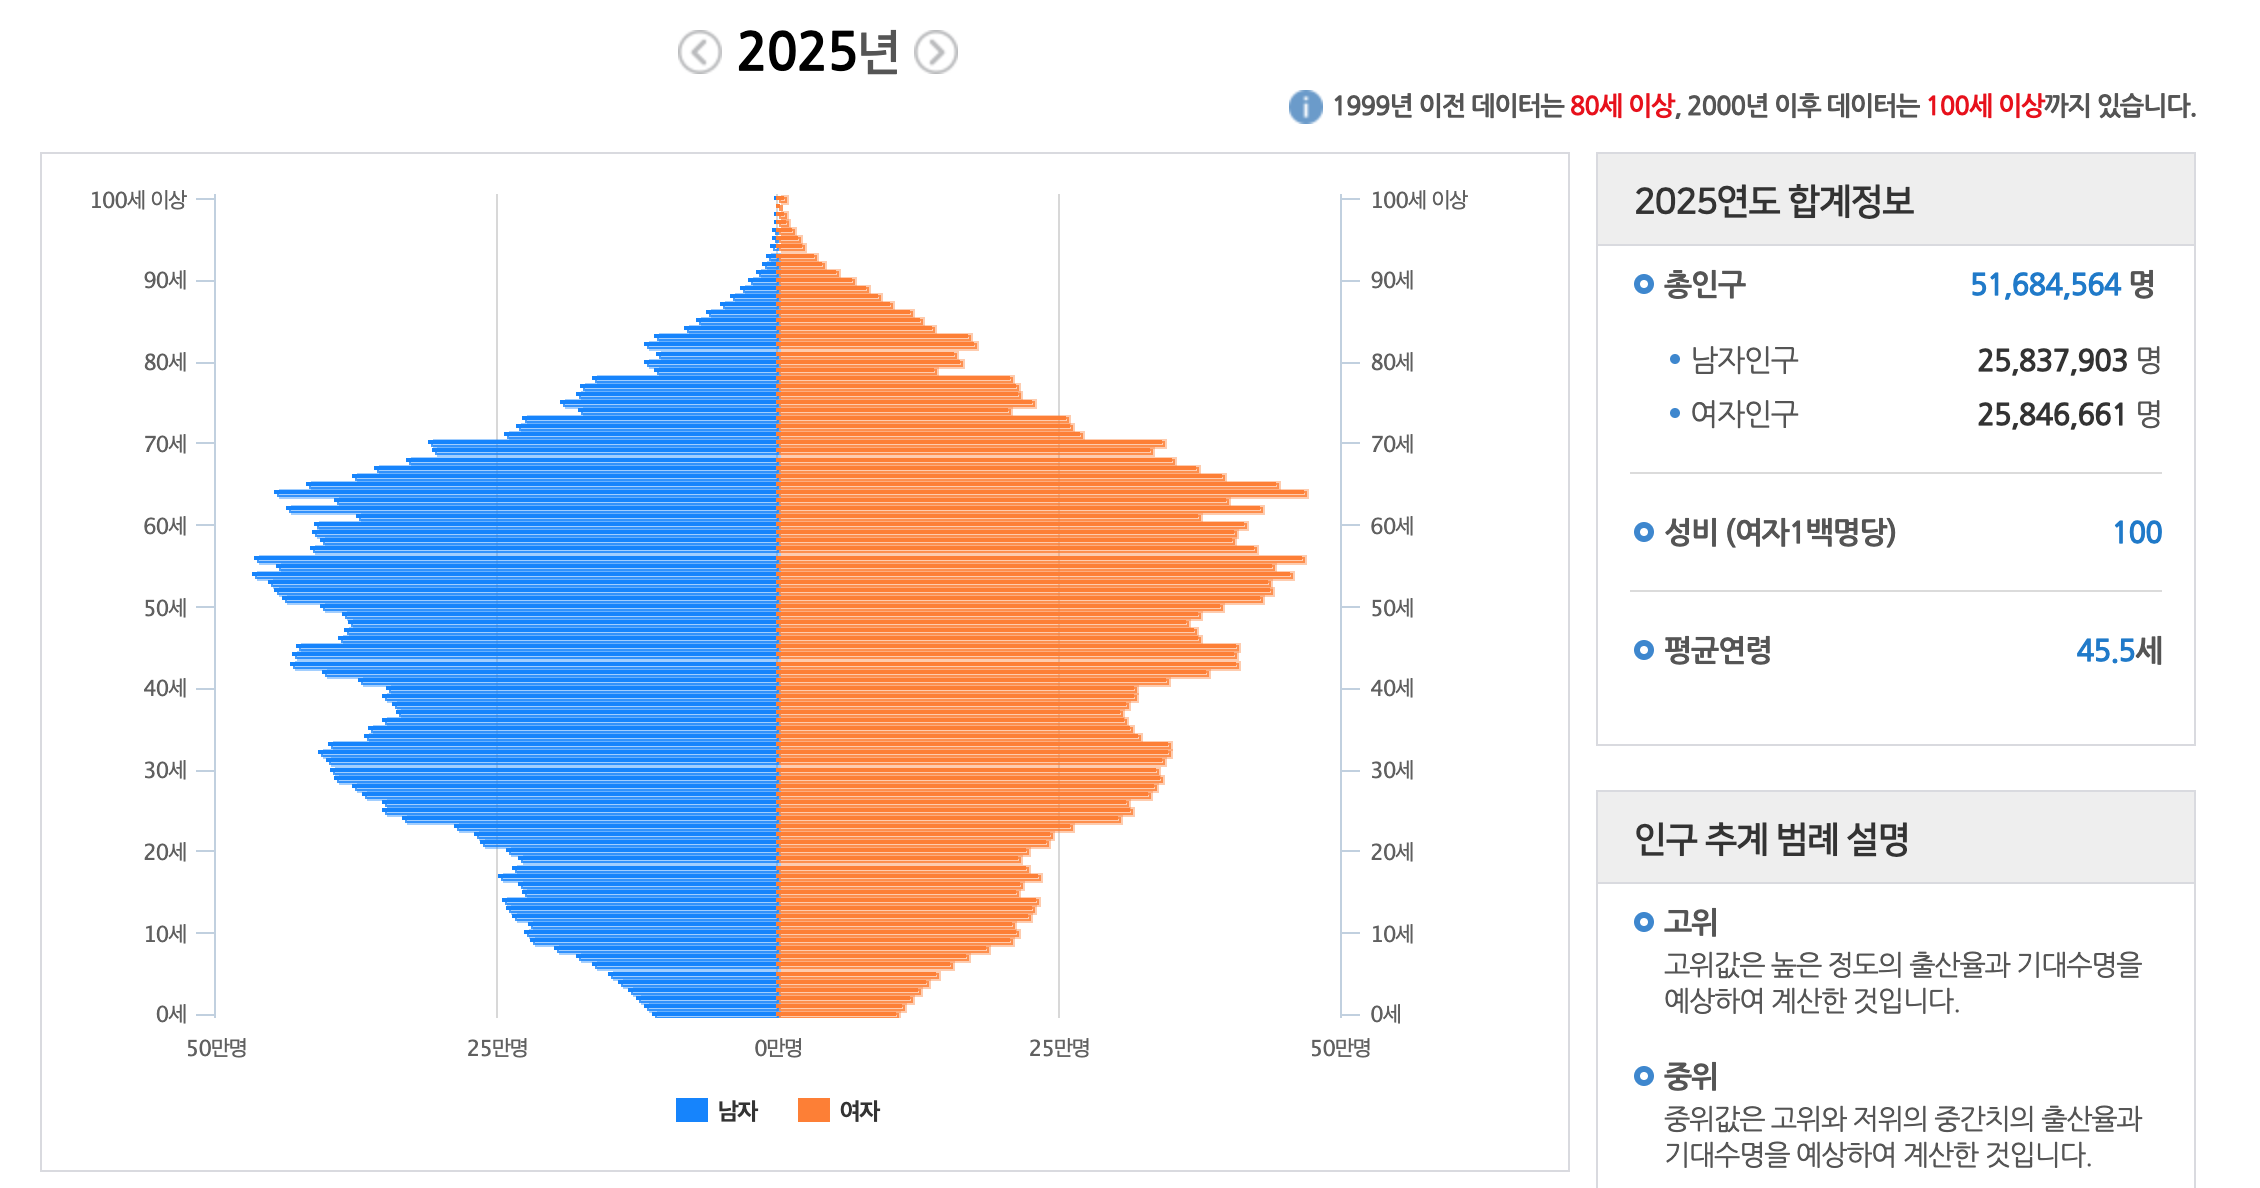 2025년
1999년 이전 데이터는 80세 이상, 2000년 이후 데이터는 100세 이상까지 있습니다.
100세 이상
90세
80세
70세
60세
50세
40세
30세
20세
10세
0세
100세 이상
90세
80세
70세
60세
50세
40세
30세
20세
10세
0세
50만명 25만명 0만명 25만명 50만명
남자 여자
2025연도 합계정보
총인구 51,684,564 명
남자인구 25,837,903 명
여자인구 25,846,661 명
성비 (여자1백명당) 100
평균연령 45.5세
인구 추계 범례 설명
고위
고위값은 높은 정도의 출산율과 기대수명을
예상하여 계산한 것입니다.
중위
중위값은 고위와 저위의 중간치의 출산율과
기대수명을 예상하여 계산한 것입니다.